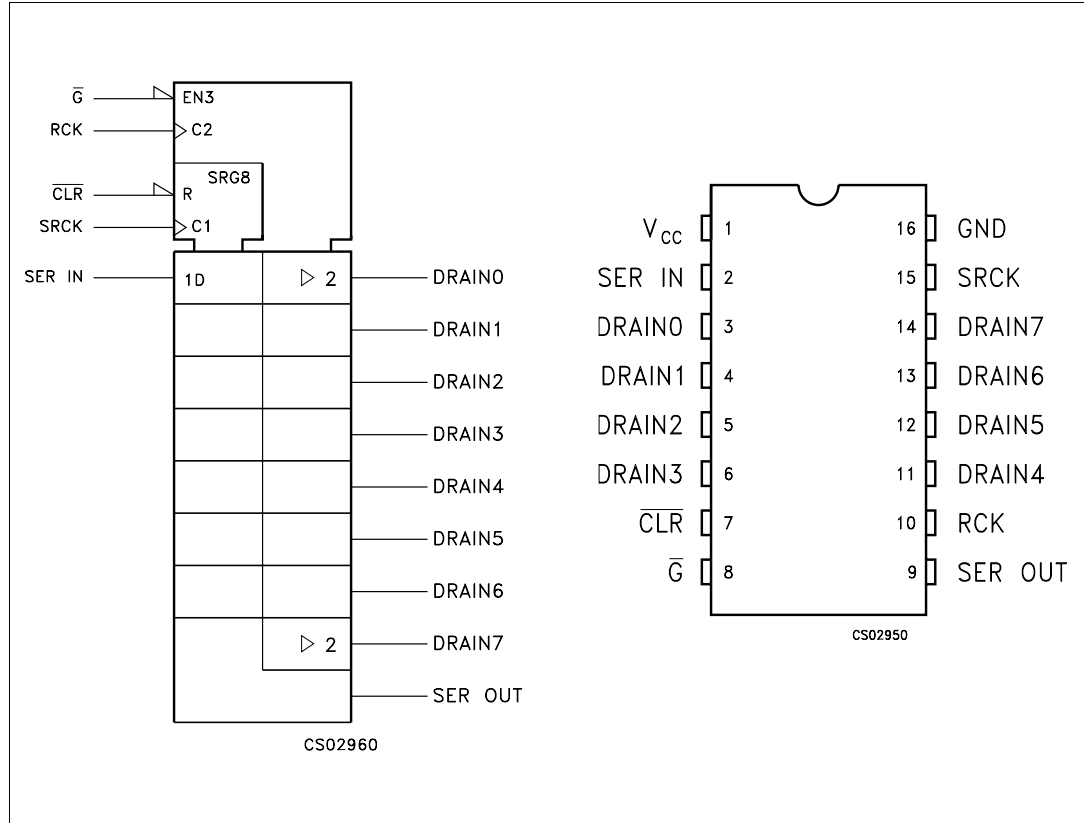 G̅
EN3
RCK
C2
SRG8
C̅L̅R̅
R
SRCK
C1
SER IN
1D
2
DRAIN0
DRAIN1
DRAIN2
DRAIN3
DRAIN4
DRAIN5
DRAIN6
2
DRAIN7
SER OUT
CS02960
VCC 1 16 GND
SER IN 2 15 SRCK
DRAIN0 3 14 DRAIN7
DRAIN1 4 13 DRAIN6
DRAIN2 5 12 DRAIN5
DRAIN3 6 11 DRAIN4
C̅L̅R̅ 7 10 RCK
G̅ 8 9 SER OUT
CS02950